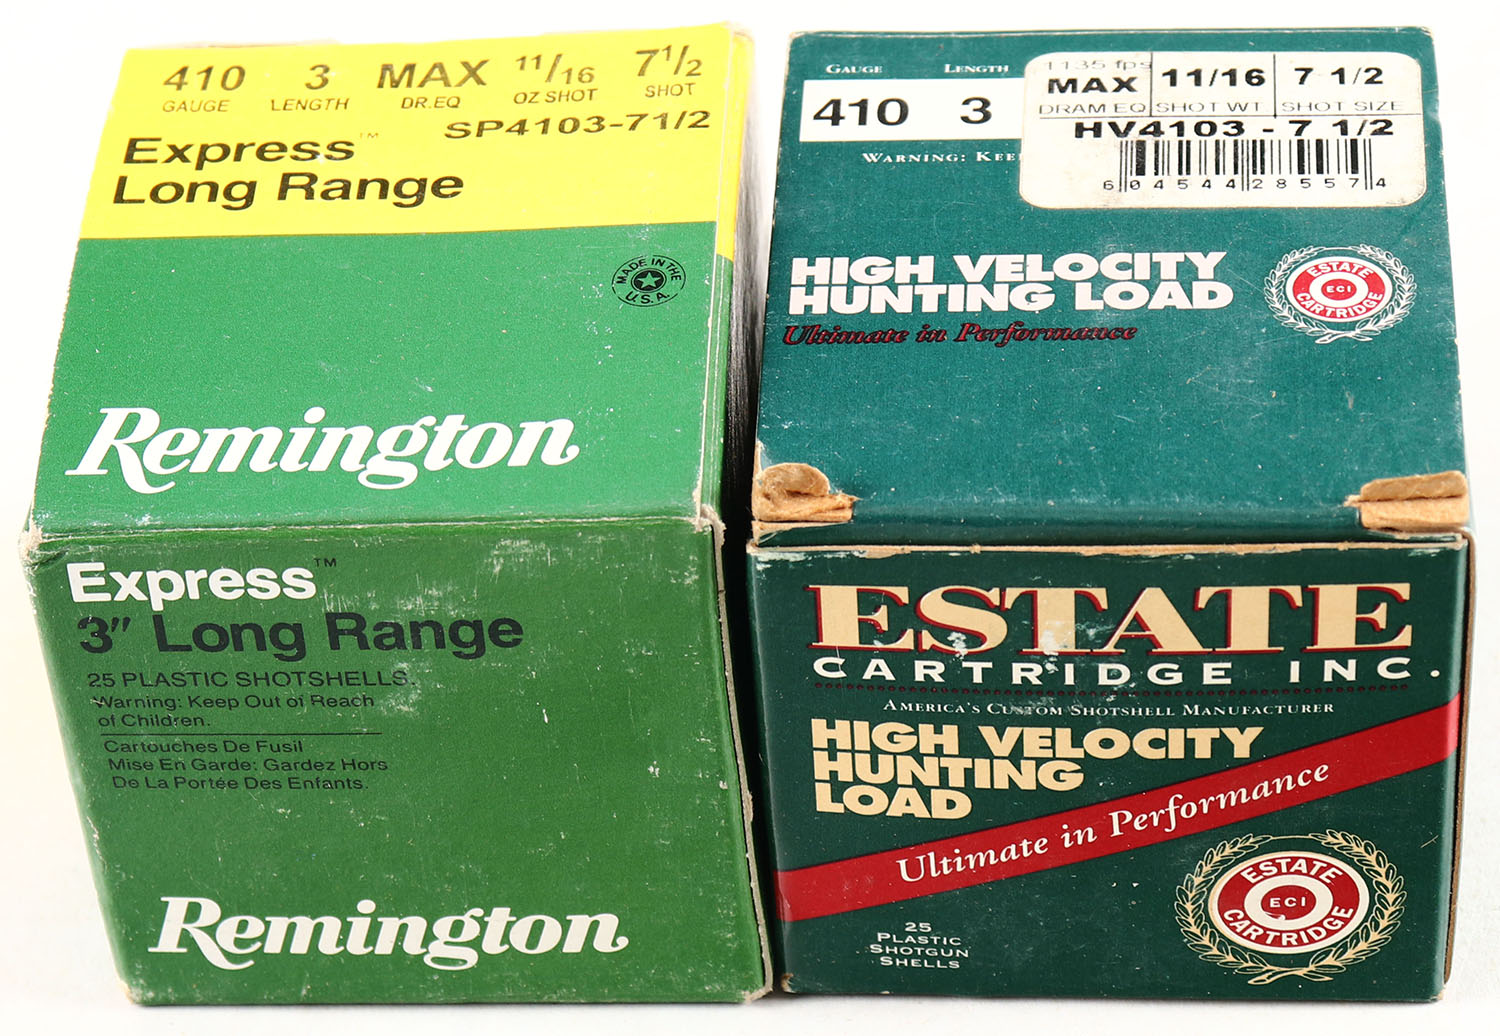 410 3 MAX 11/16 7 1/2
GAUGE LENGTH DR.EQ OZ SHOT SHOT
SP4103-7 1/2
Express™
Long Range
MADE IN THE
U.S.A.
Remington
Express™
3" Long Range
25 PLASTIC SHOTSHELLS.
Warning: Keep Out of Reach
of Children.
Cartouches De Fusil
Mise En Garde: Gardez Hors
De La Portée Des Enfants.
Remington
GAUGE LENGTH
410 3
WARNING: KEE
1135 fps
MAX 11/16 7 1/2
DRAM EQ SHOT WT. SHOT SIZE
HV4103 - 7 1/2
6 04544 28557 4
HIGH VELOCITY
HUNTING LOAD
Ultimate in Performance
ESTATE
ECI
CARTRIDGE
ESTATE
CARTRIDGE INC.
AMERICA'S CUSTOM SHOTSHELL MANUFACTURER
HIGH VELOCITY
HUNTING
LOAD
Ultimate in Performance
25
PLASTIC
SHOTGUN
SHELLS
ESTATE
ECI
CARTRIDGE